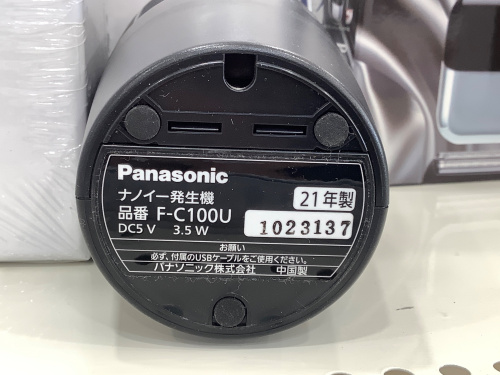 Panasonic
ナノイー発生機
21年製
品番 F-C100U
1023137
DC5V 3.5W
お願い
必ず、付属のUSBケーブルをご使用ください。
パナソニック株式会社 中国製